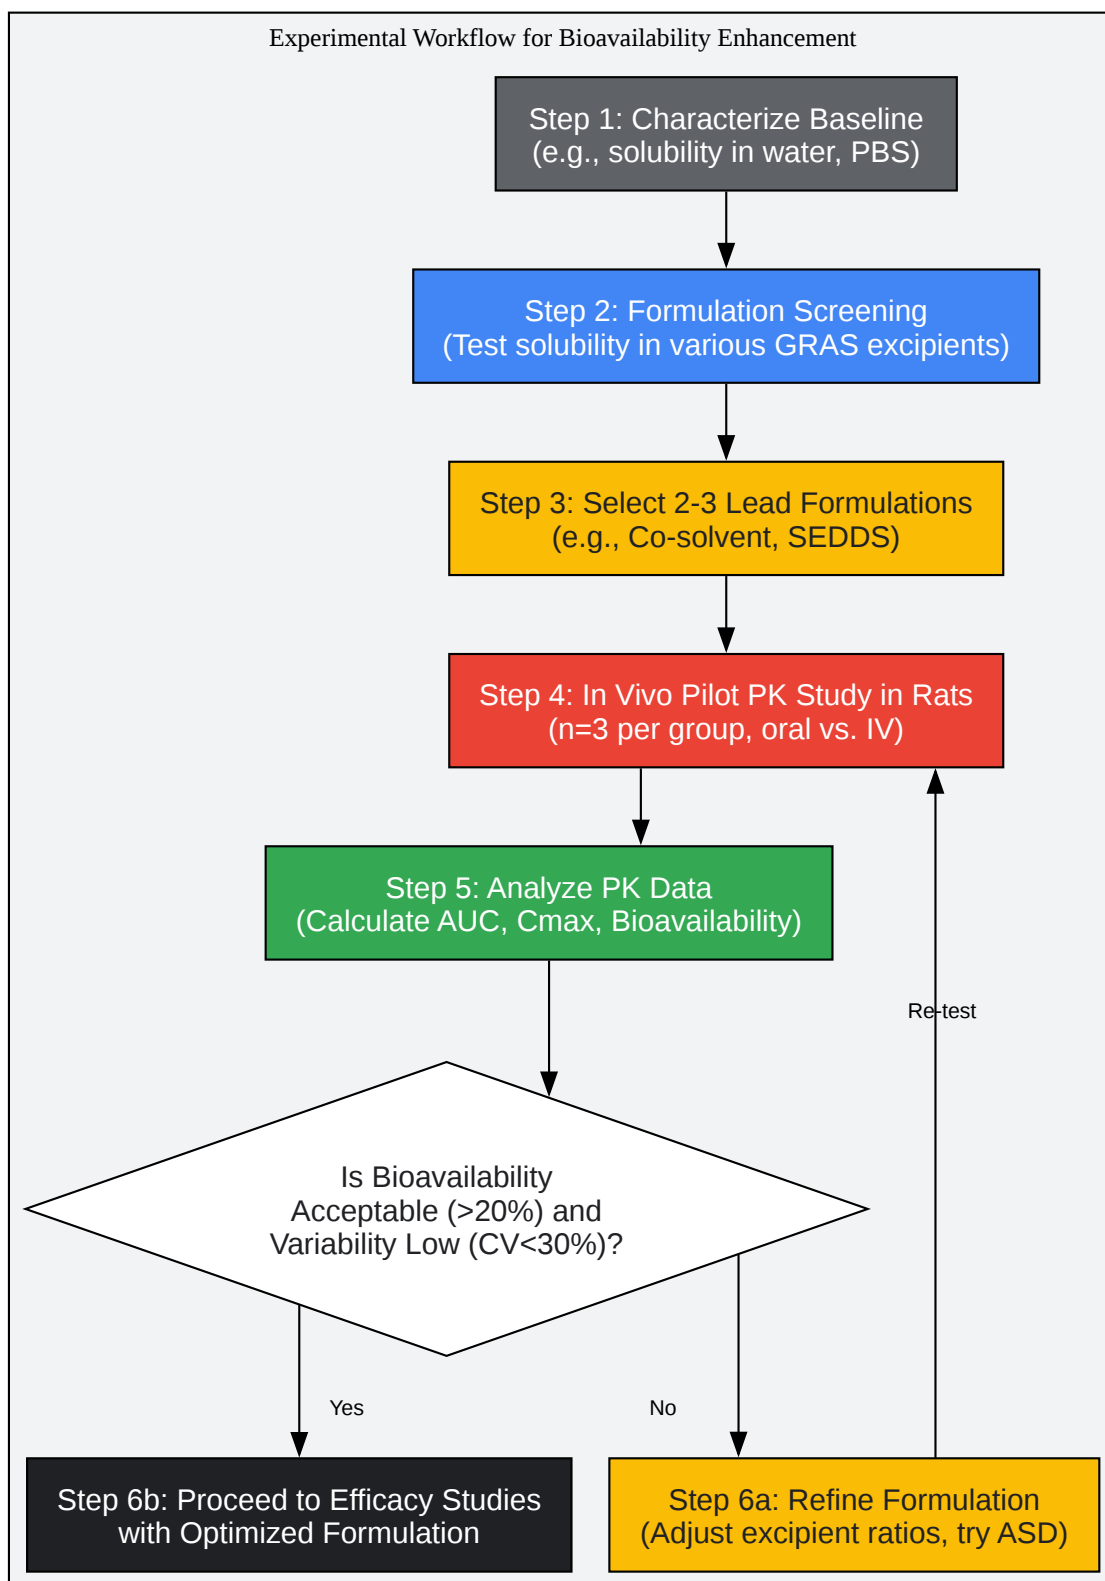 Experimental Workflow for Bioavailability Enhancement
Step 1: Characterize Baseline
(e.g., solubility in water, PBS)
Step 2: Formulation Screening
(Test solubility in various GRAS excipients)
Step 3: Select 2-3 Lead Formulations
(e.g., Co-solvent, SEDDS)
Step 4: In Vivo Pilot PK Study in Rats
(n=3 per group, oral vs. IV)
Step 5: Analyze PK Data
(Calculate AUC, Cmax, Bioavailability)
Re-test
Is Bioavailability
Acceptable (>20%) and
Variability Low (CV<30%)?
Yes
No
Step 6b: Proceed to Efficacy Studies
with Optimized Formulation
Step 6a: Refine Formulation
(Adjust excipient ratios, try ASD)